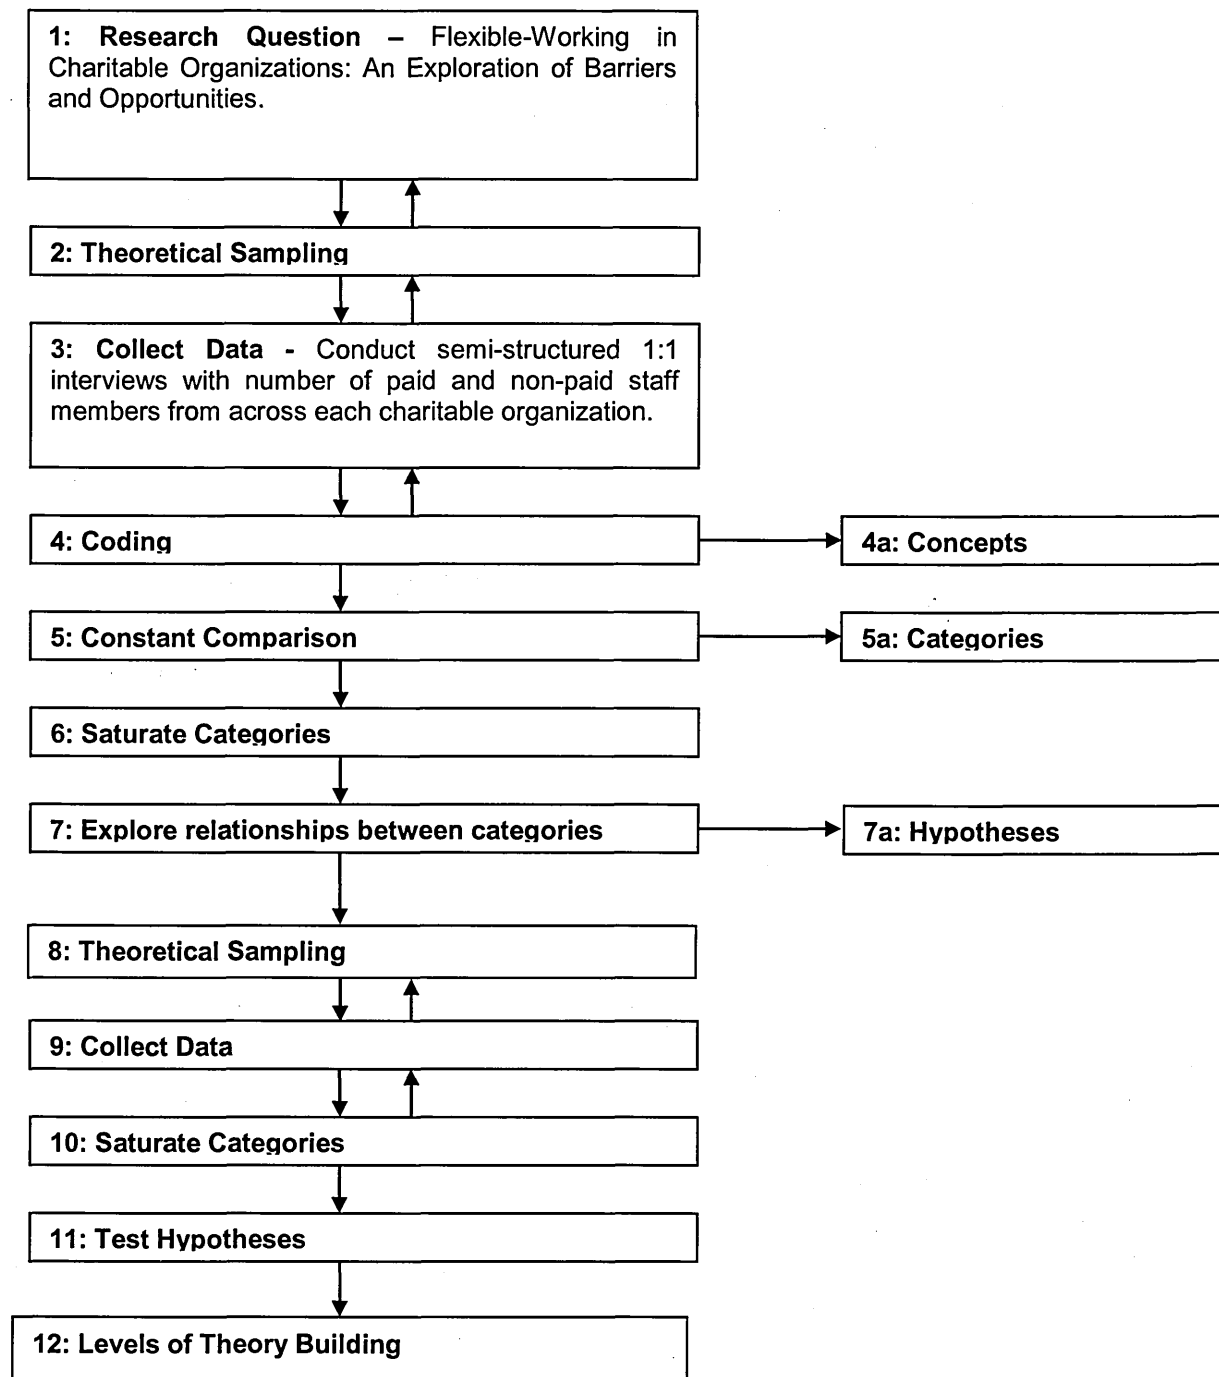 1: Research Question – Flexible-Working in
Charitable Organizations: An Exploration of Barriers
and Opportunities.
2: Theoretical Sampling
3: Collect Data - Conduct semi-structured 1:1
interviews with number of paid and non-paid staff
members from across each charitable organization.
4: Coding
4a: Concepts
5: Constant Comparison
5a: Categories
6: Saturate Categories
7: Explore relationships between categories
7a: Hypotheses
8: Theoretical Sampling
9: Collect Data
10: Saturate Categories
11: Test Hypotheses
12: Levels of Theory Building